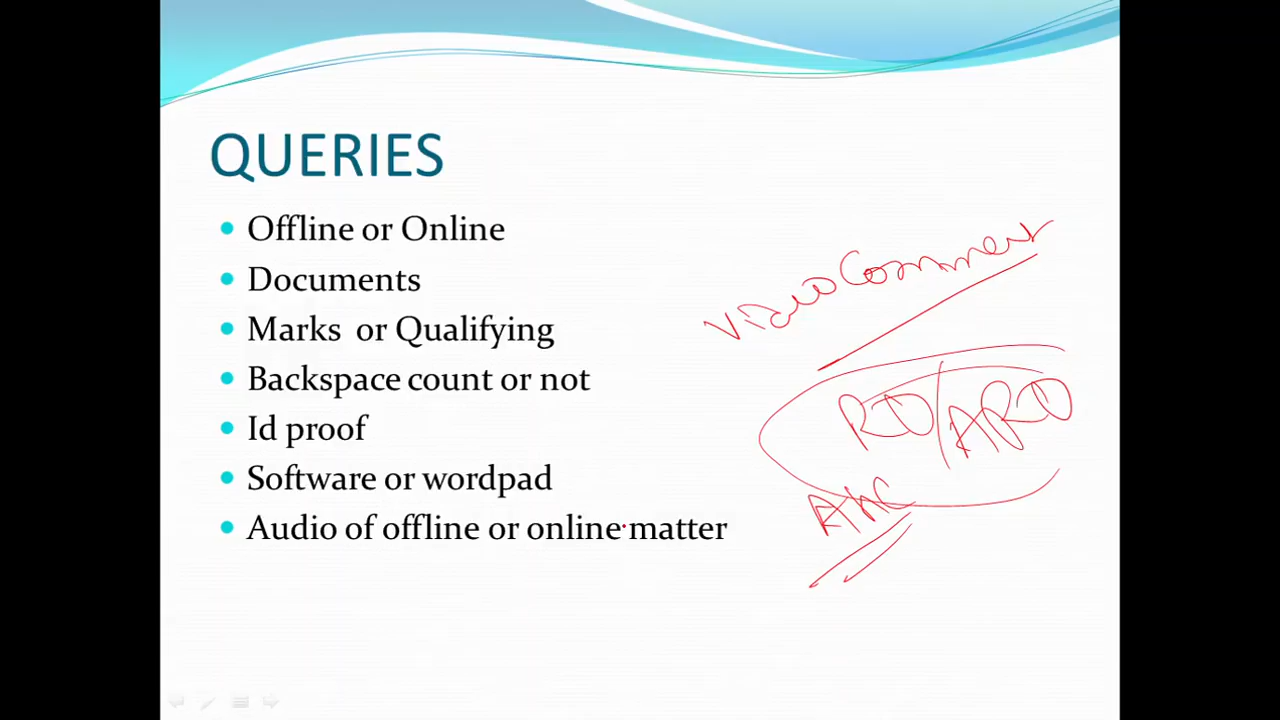 QUERIES
Offline or Online
Documents
Marks or Qualifying
Backspace count or not
Id proof
Software or wordpad
Audio of offline or online matter
Video Comment
RO/ARO
AHC